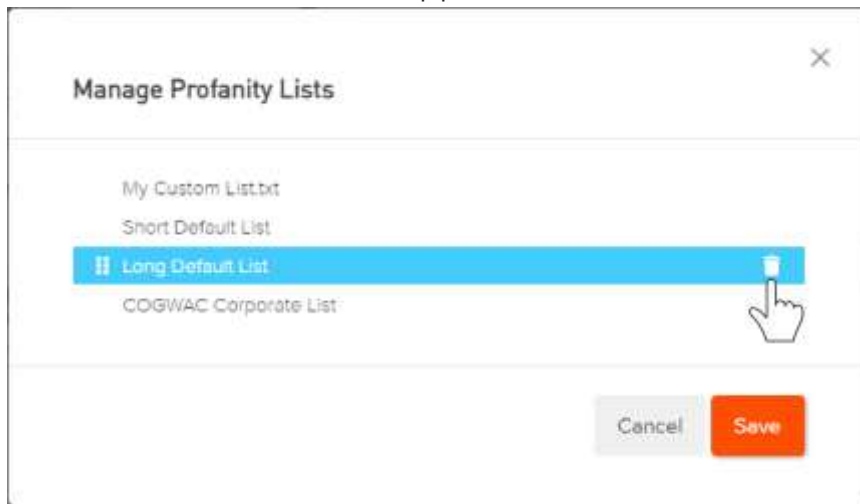 Manage Profanity Lists
My Custom List.txt
Short Default List
Long Default List
COGWAC Corporate List
Cancel
Save